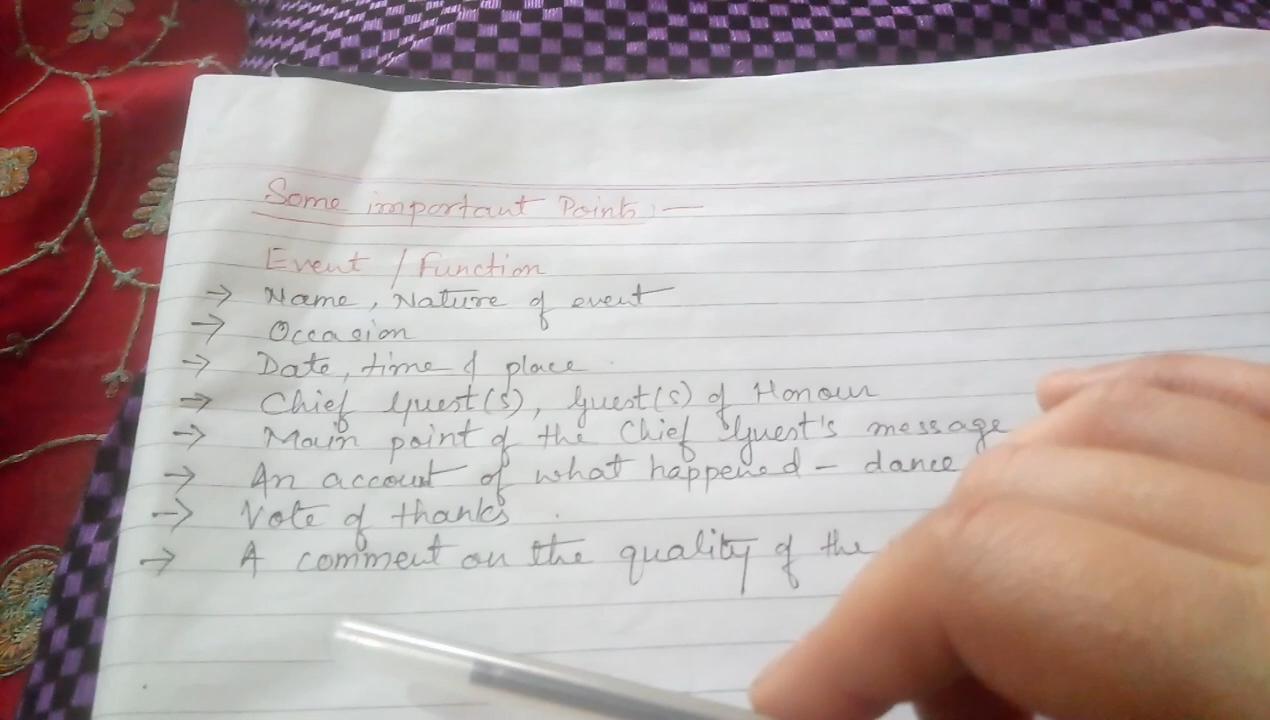 Some important Points :-
Event / Function
→ Name, Nature of event
→ Occasion
→ Date, time & place
→ Chief Guest(s), Guest(s) of Honour
→ Main point of the Chief Guest's message
→ An account of what happened - dance
→ Vote of thanks
→ A comment on the quality of the